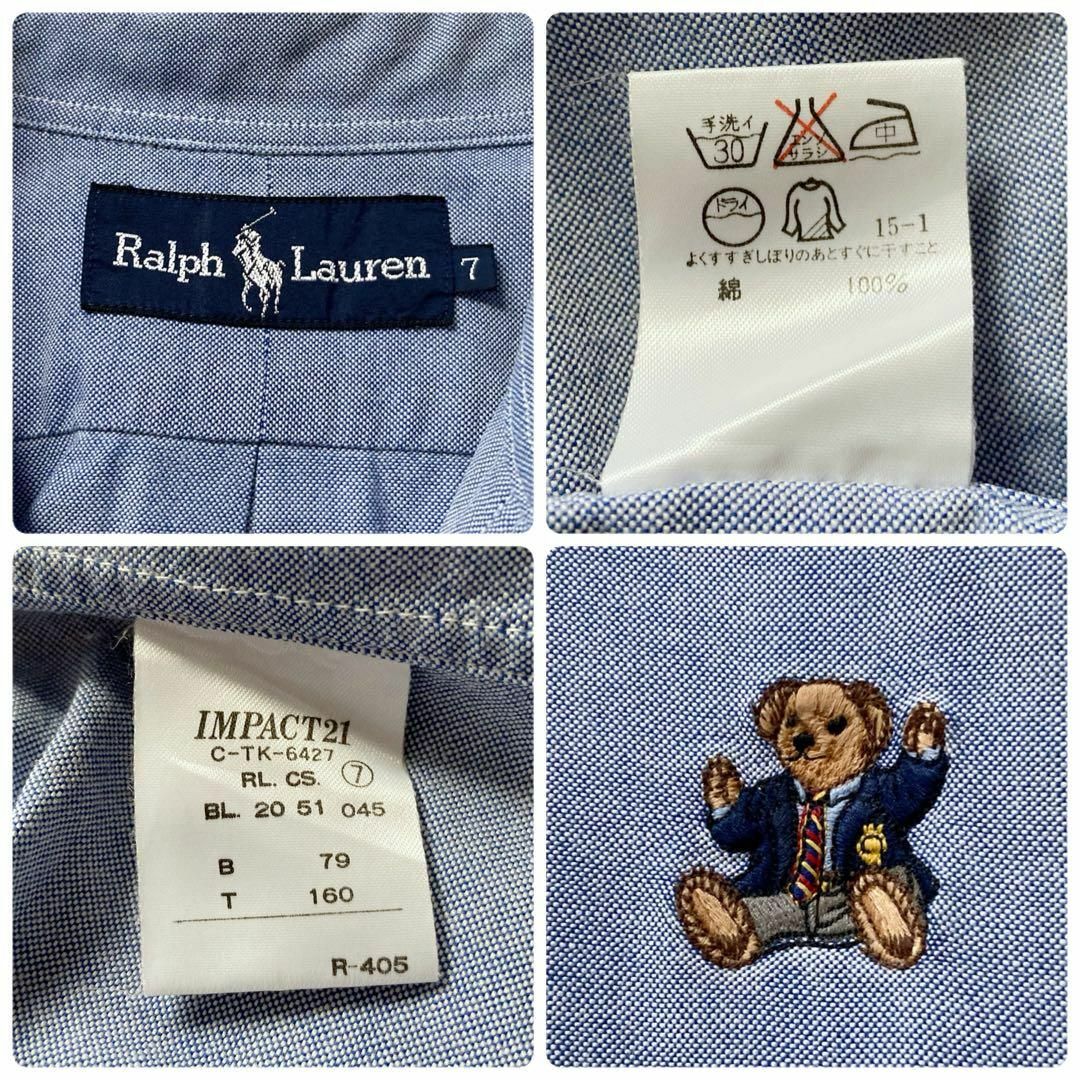 Ralph Lauren 7
手洗イ
30
エンソ
サラシ
中
ドライ
15-1
よくすすぎしぼりのあとすぐに干すこと
綿 100%
IMPACT21
C-TK-6427
RL. CS. ⑦
BL. 20 51 045
B 79
T 160
R-405